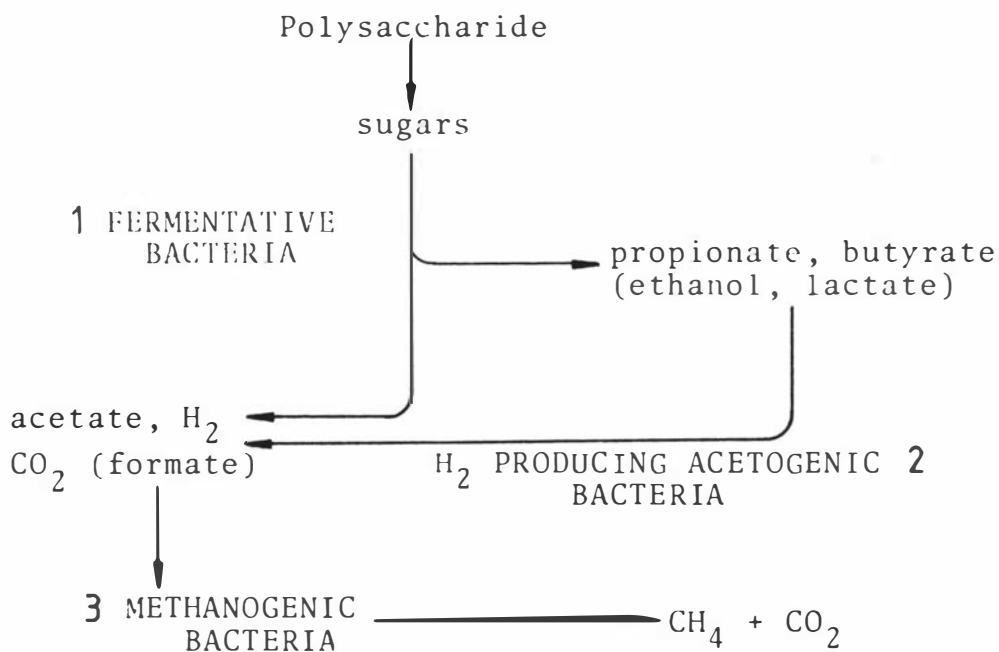 Polysaccharide
sugars
1 FERMENTATIVE
BACTERIA
propionate, butyrate
(ethanol, lactate)
acetate, H₂
CO₂ (formate)
H₂ PRODUCING ACETOGENIC 2
BACTERIA
3 METHANOGENIC
BACTERIA
CH₄ + CO₂